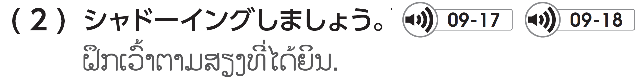 (２) シャドーイングしましょう。 09-17 09-18
ຝຶກເວົ້າຕາມສຽງທີ່ໄດ້ຍິນ.